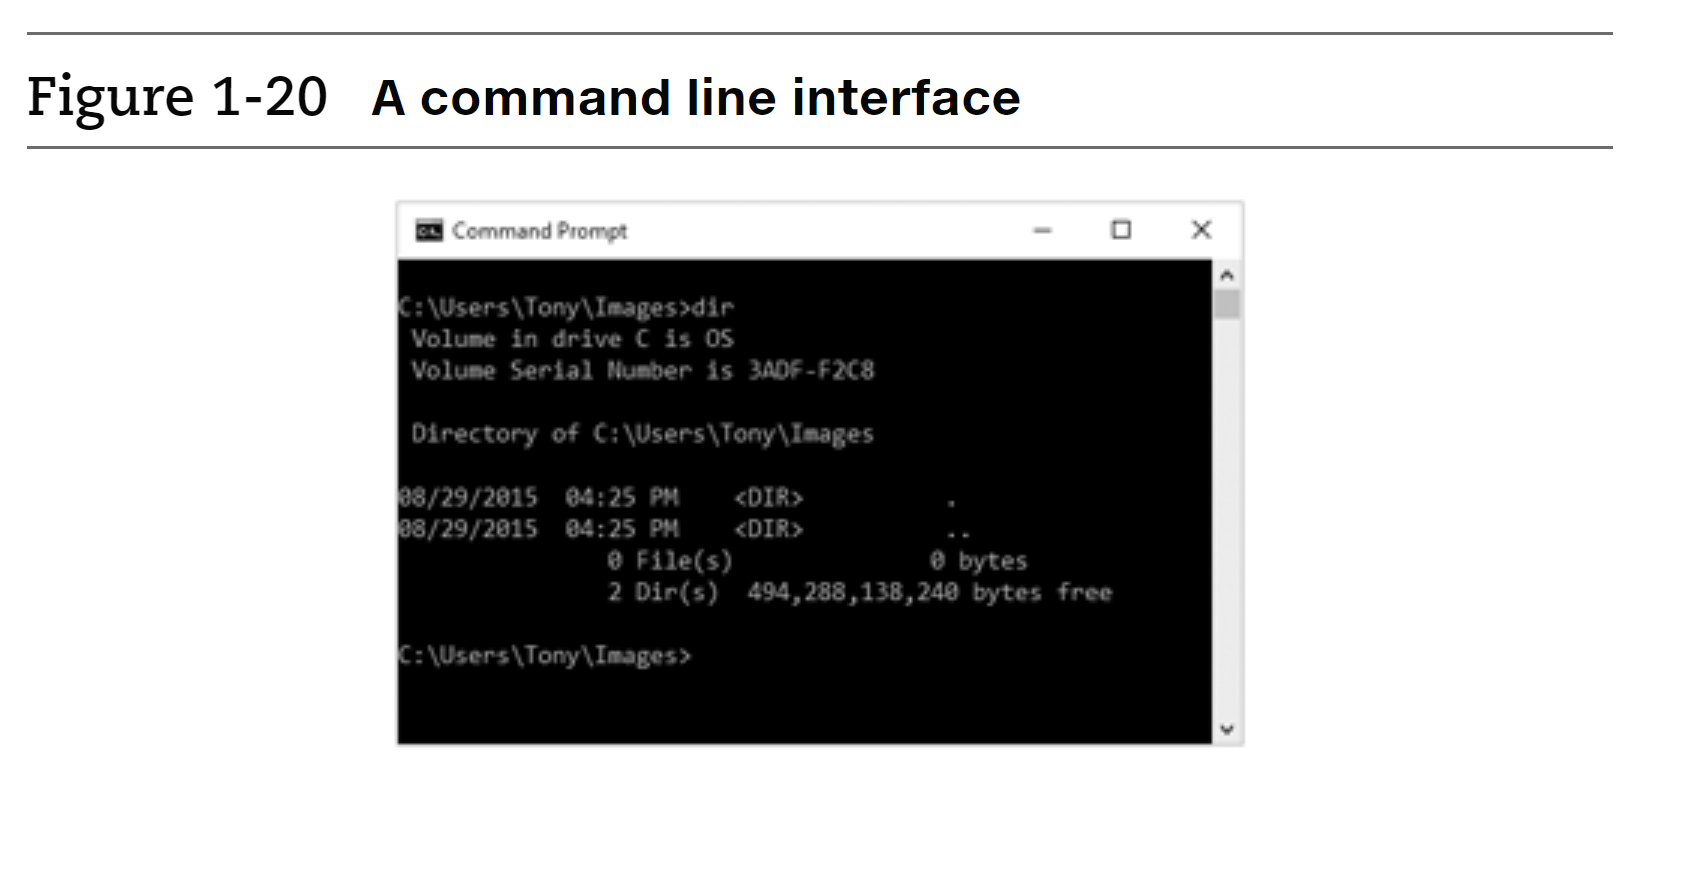 Figure 1-20 A command line interface
Command Prompt
C:\Users\Tony\Images>dir
Volume in drive C is OS
Volume Serial Number is 3ADF-F2C8
Directory of C:\Users\Tony\Images
08/29/2015 04:25 PM <DIR> .
08/29/2015 04:25 PM <DIR> ..
0 File(s) 0 bytes
2 Dir(s) 494,288,138,240 bytes free
C:\Users\Tony\Images>